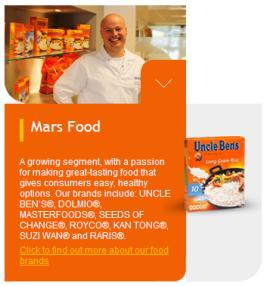 Mars Food
A growing segment, with a passion
for making great-tasting food that
gives consumers easy, healthy
options. Our brands include: UNCLE
BEN'S®, DOLMIO®,
MASTERFOODS®, SEEDS OF
CHANGE®, ROYCO®, KAN TONG®,
SUZI WAN® and RARIS®.
Click to find out more about our food
brands
Uncle Ben's
Long Grain Rice
10